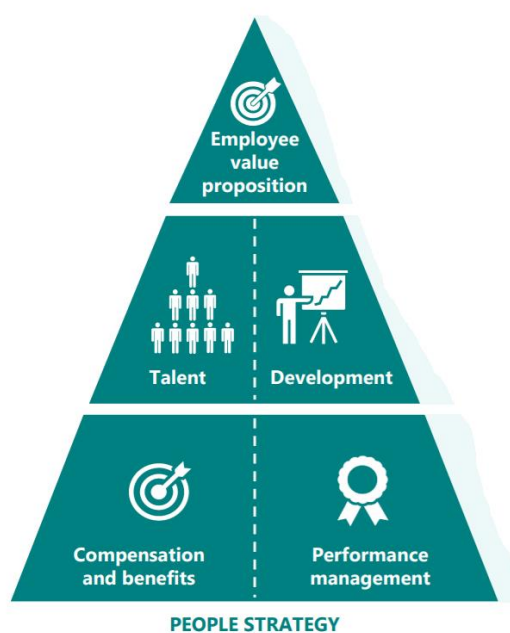 Employee
value
proposition
Talent
Development
Compensation
and benefits
Performance
management
PEOPLE STRATEGY